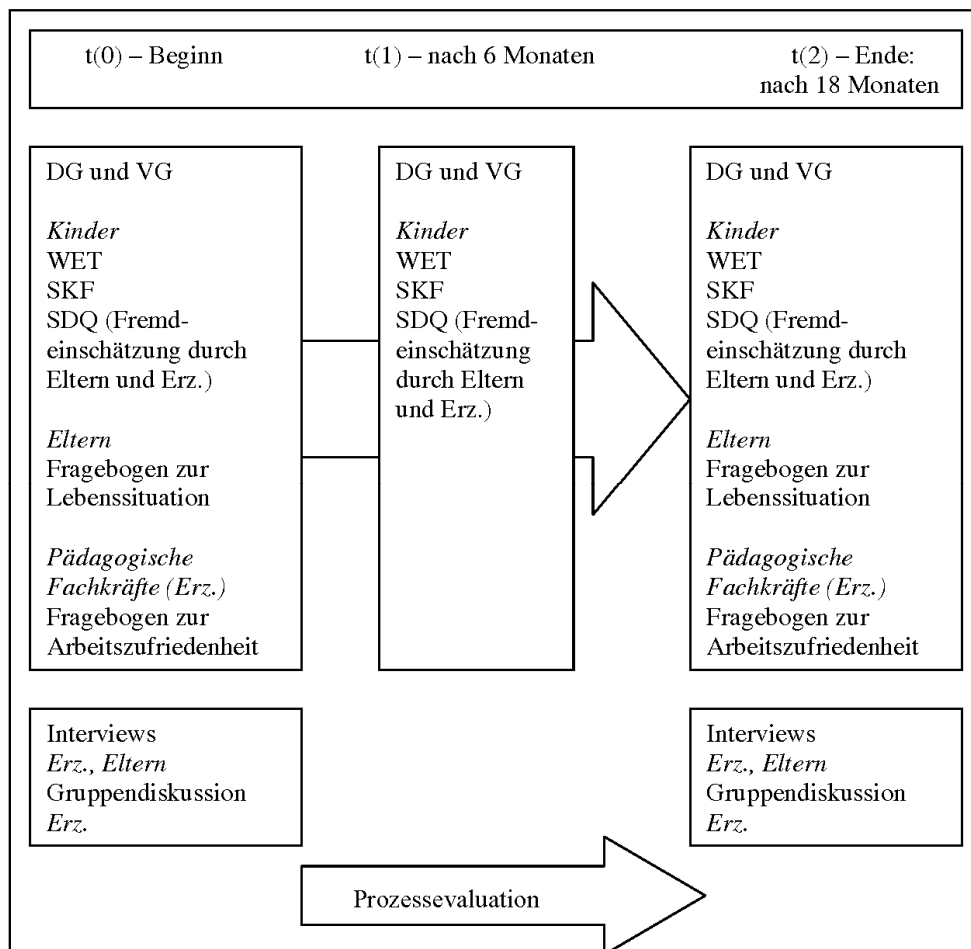 t(0) – Beginn
t(1) – nach 6 Monaten
t(2) – Ende:
nach 18 Monaten
DG und VG
Kinder
WET
SKF
SDQ (Fremd-
einschätzung durch
Eltern und Erz.)
Eltern
Fragebogen zur
Lebenssituation
Pädagogische
Fachkräfte (Erz.)
Fragebogen zur
Arbeitszufriedenheit
DG und VG
Kinder
WET
SKF
SDQ (Fremd-
einschätzung
durch Eltern
und Erz.)
DG und VG
Kinder
WET
SKF
SDQ (Fremd-
einschätzung durch
Eltern und Erz.)
Eltern
Fragebogen zur
Lebenssituation
Pädagogische
Fachkräfte (Erz.)
Fragebogen zur
Arbeitszufriedenheit
Interviews
Erz., Eltern
Gruppendiskussion
Erz.
Interviews
Erz., Eltern
Gruppendiskussion
Erz.
Prozessevaluation